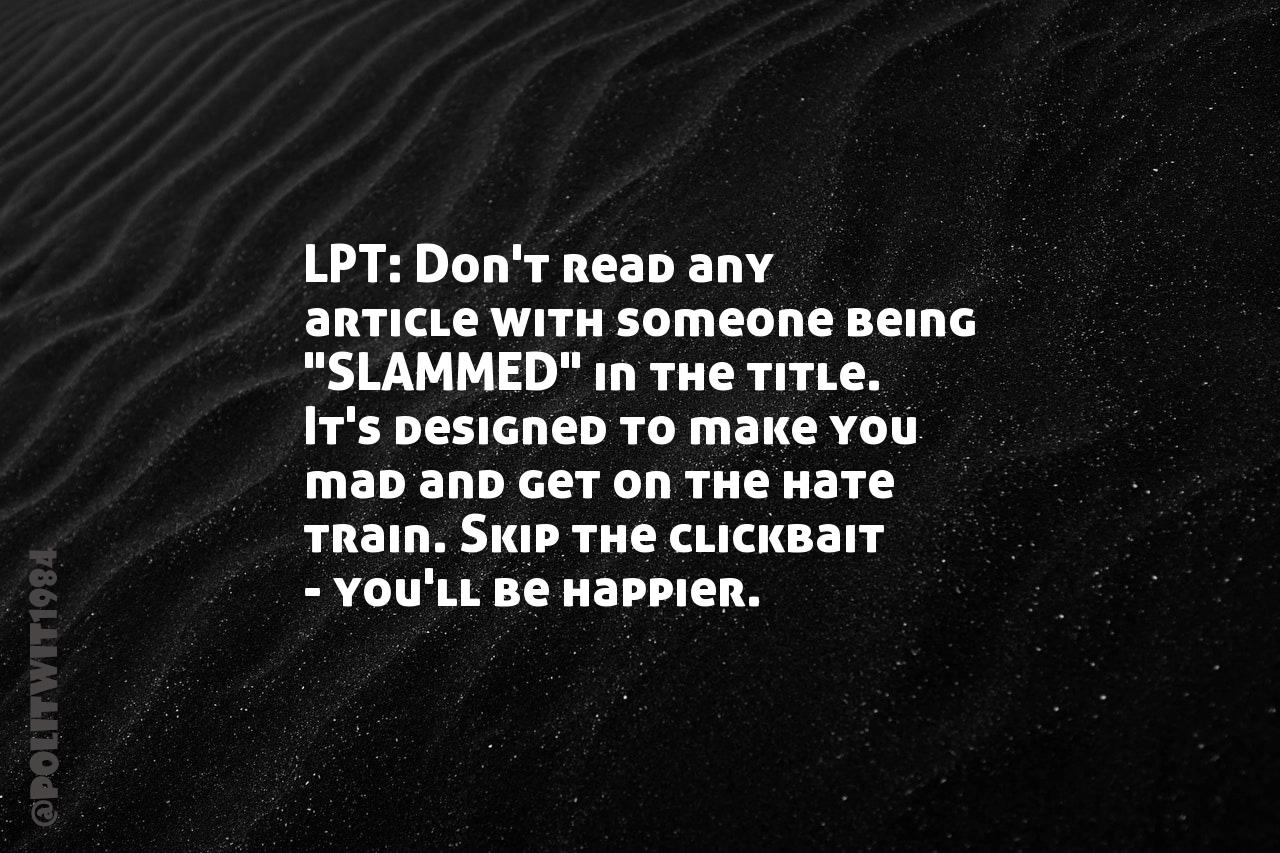 LPT: Don't read any
article with someone being
"SLAMMED" in the title.
It's designed to make you
mad and get on the hate
train. Skip the clickbait
- you'll be happier.
@POLITWIT1984